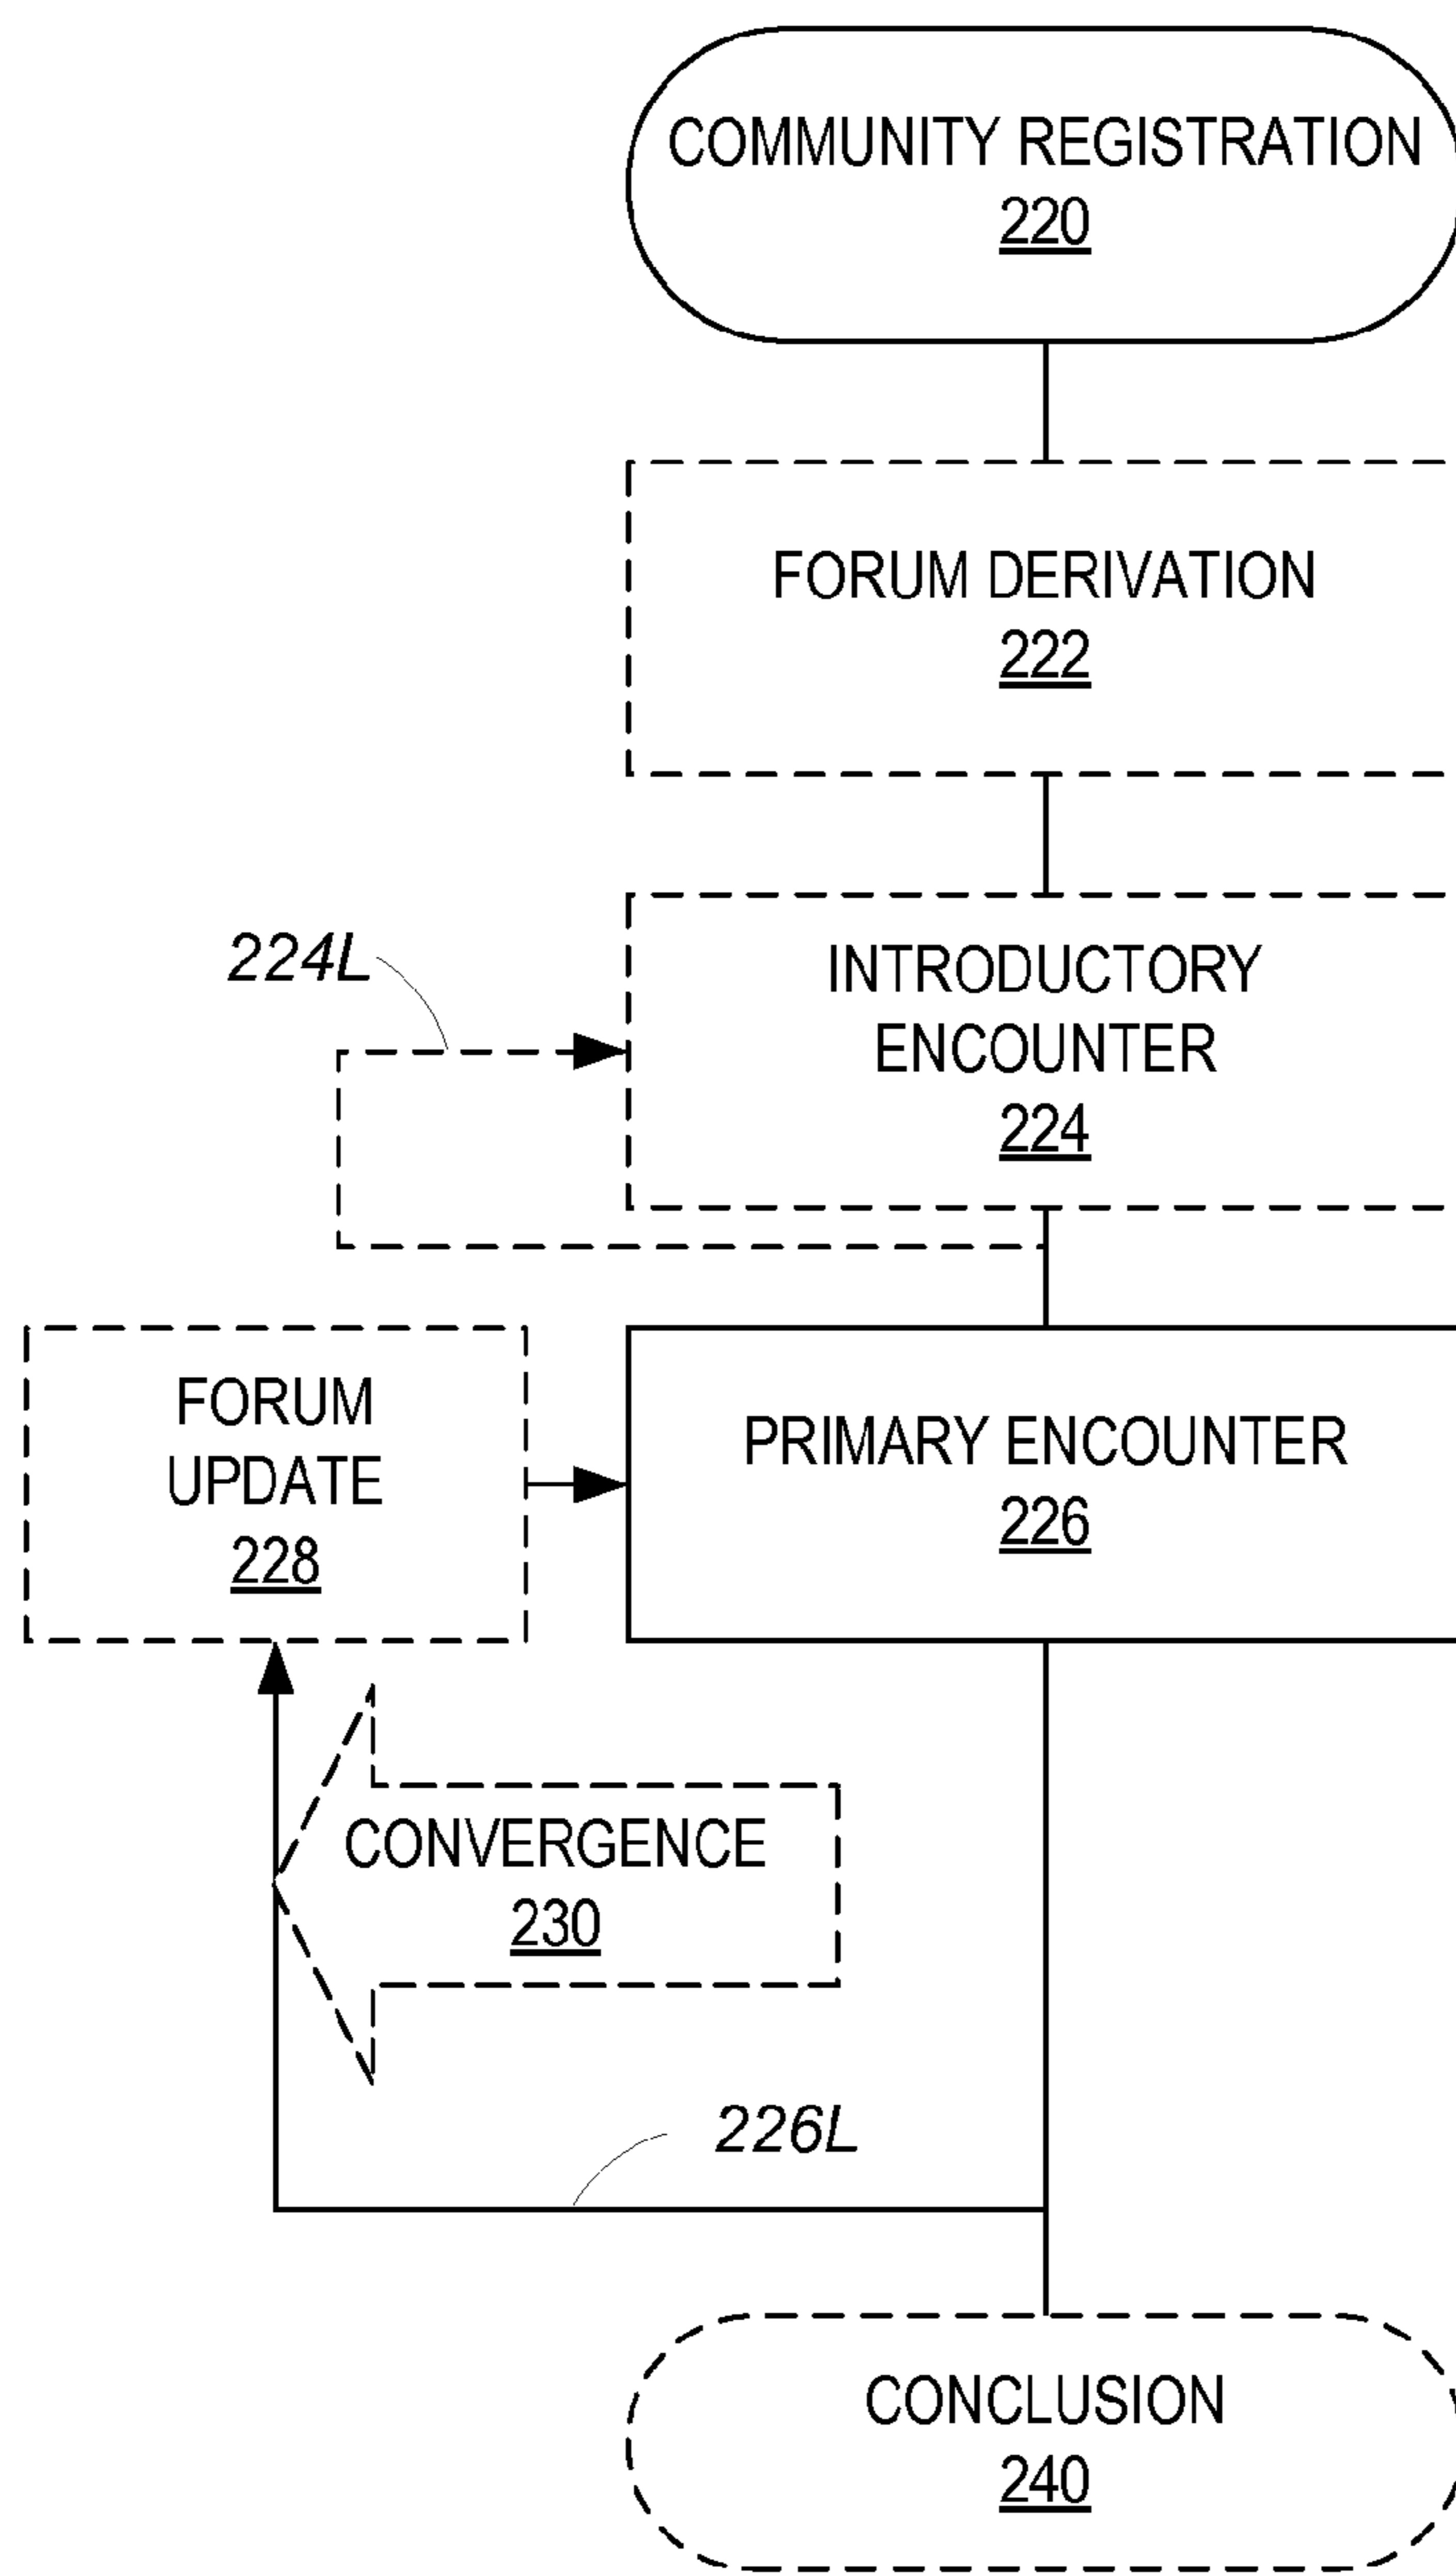 COMMUNITY REGISTRATION
220
FORUM DERIVATION
222
224L
INTRODUCTORY
ENCOUNTER
224
FORUM
UPDATE
228
PRIMARY ENCOUNTER
226
CONVERGENCE
230
226L
CONCLUSION
240